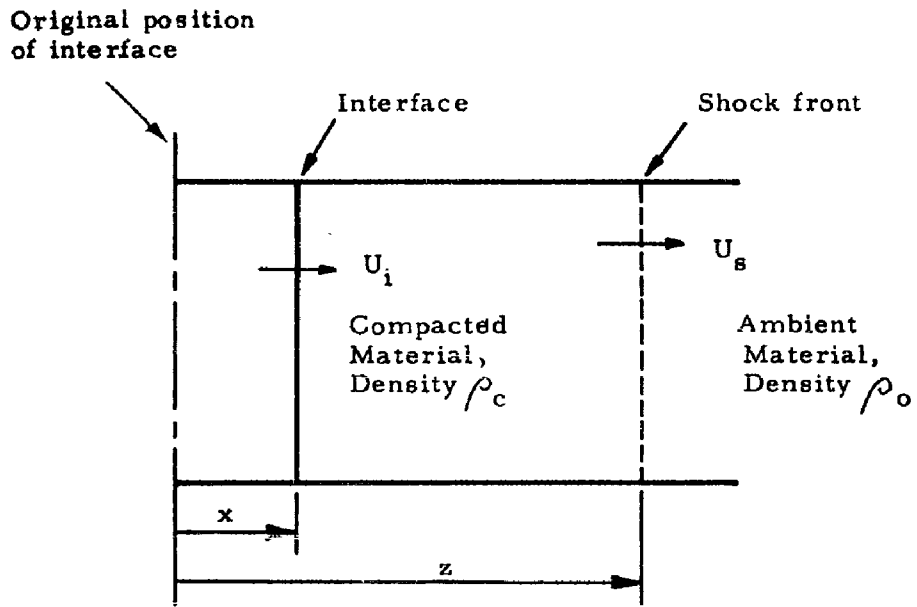 Original position
of interface
Interface
Shock front
U_i
U_s
Compacted
Material,
Density ρ_c
Ambient
Material,
Density ρ_o
x
z